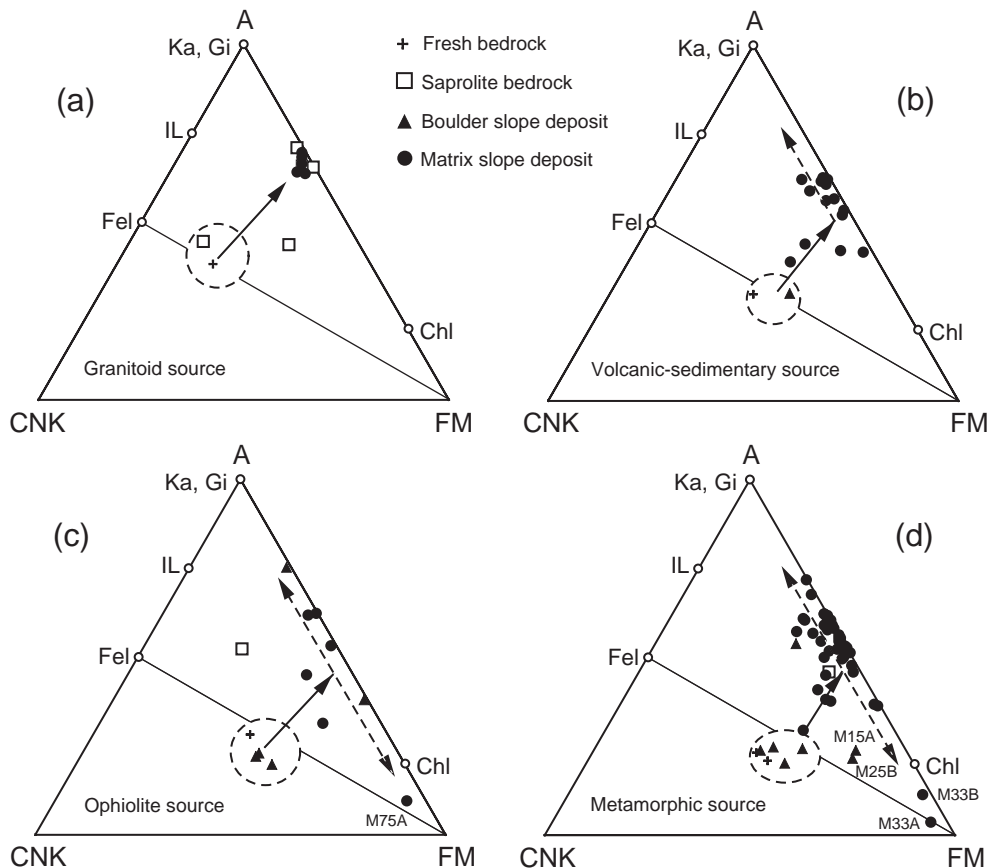 A
Ka, Gi
(a)
IL
Fel
Chl
Granitoid source
CNK
FM
Fresh bedrock
Saprolite bedrock
Boulder slope deposit
Matrix slope deposit
A
Ka, Gi
(b)
IL
Fel
Chl
Volcanic-sedimentary source
CNK
FM
A
Ka, Gi
(c)
IL
Fel
Chl
Ophiolite source
M75A
CNK
FM
A
Ka, Gi
(d)
IL
Fel
M15A
M25B
Chl
M33B
Metamorphic source
M33A
CNK
FM